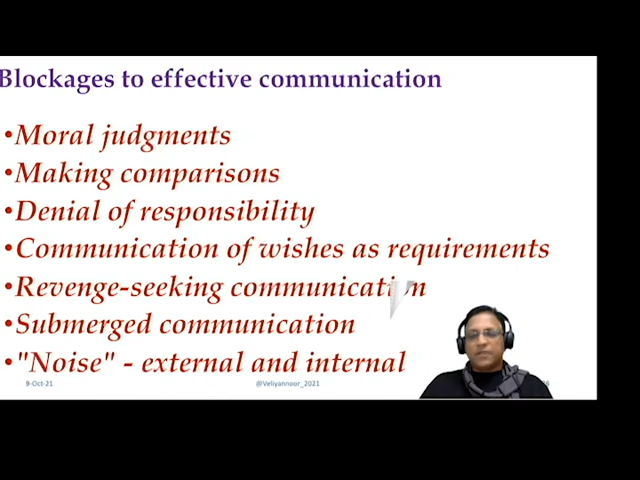 Blockages to effective communication
•Moral judgments
•Making comparisons
•Denial of responsibility
•Communication of wishes as requirements
•Revenge-seeking communication
•Submerged communication
•"Noise" - external and internal
9-Oct-21 @Veliyannoor_2021